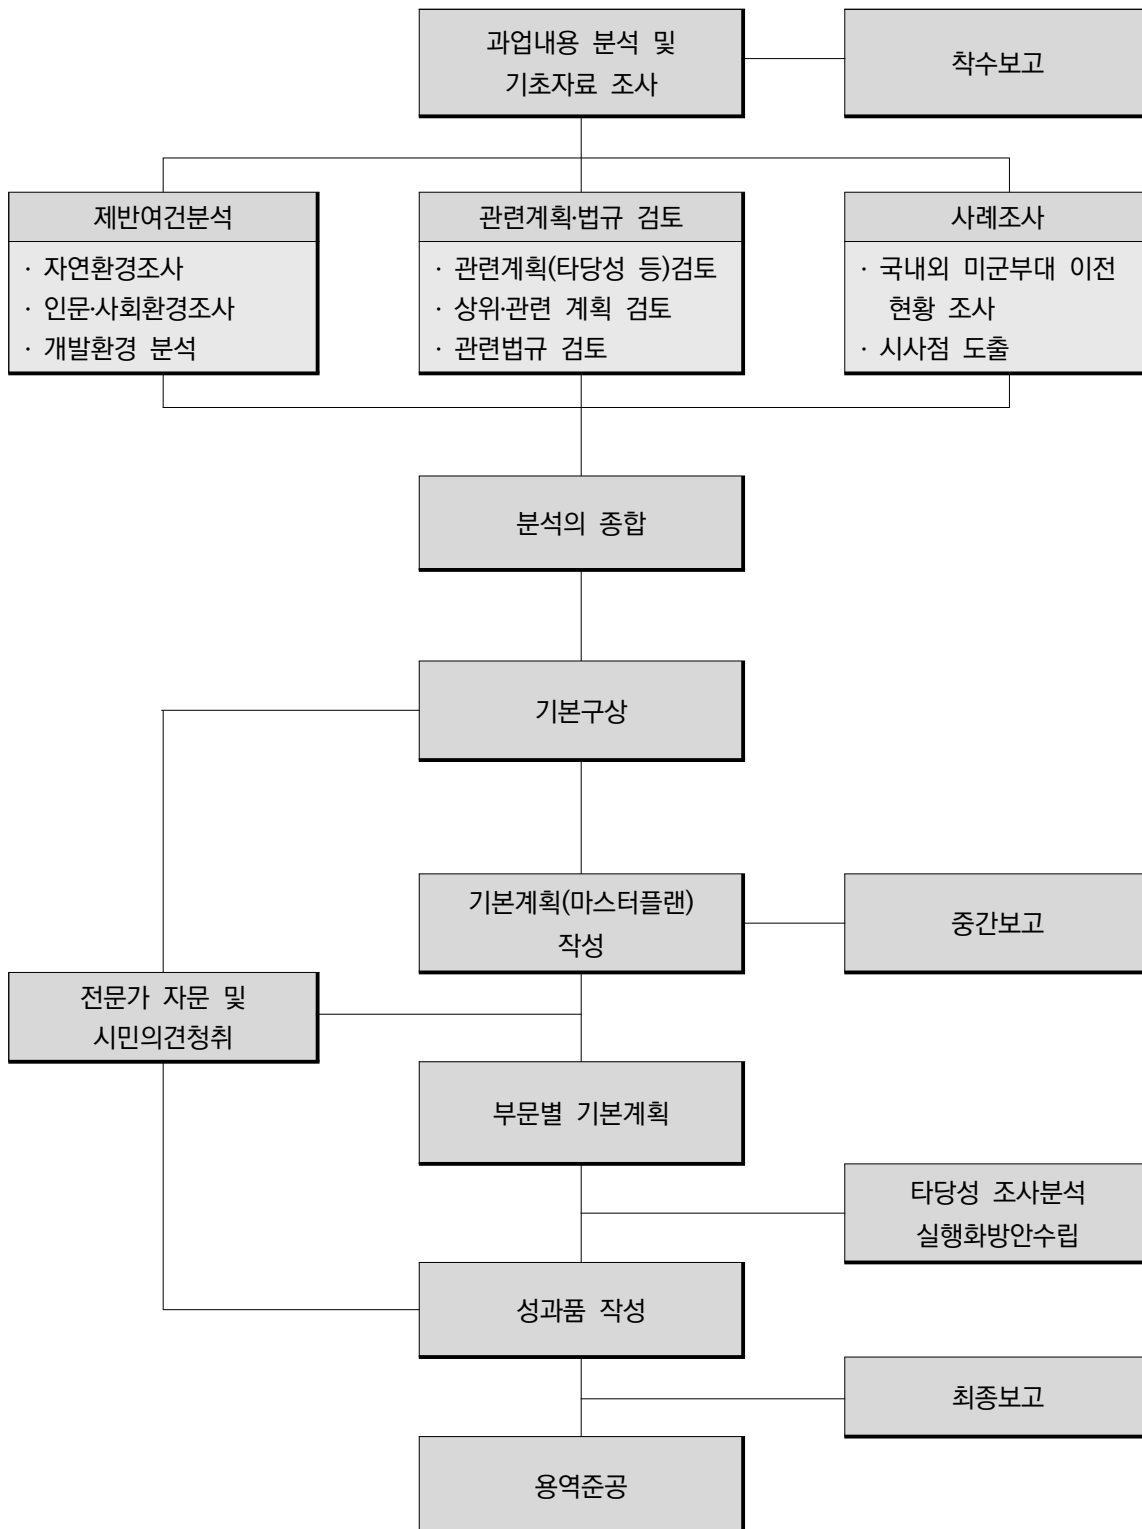 과업내용 분석 및
기초자료 조사
착수보고
제반여건분석
· 자연환경조사
· 인문·사회환경조사
· 개발환경 분석
관련계획·법규 검토
· 관련계획(타당성 등)검토
· 상위·관련 계획 검토
· 관련법규 검토
사례조사
· 국내외 미군부대 이전
현황 조사
· 시사점 도출
분석의 종합
기본구상
기본계획(마스터플랜)
작성
중간보고
전문가 자문 및
시민의견청취
부문별 기본계획
타당성 조사분석
실행화방안수립
성과품 작성
최종보고
용역준공